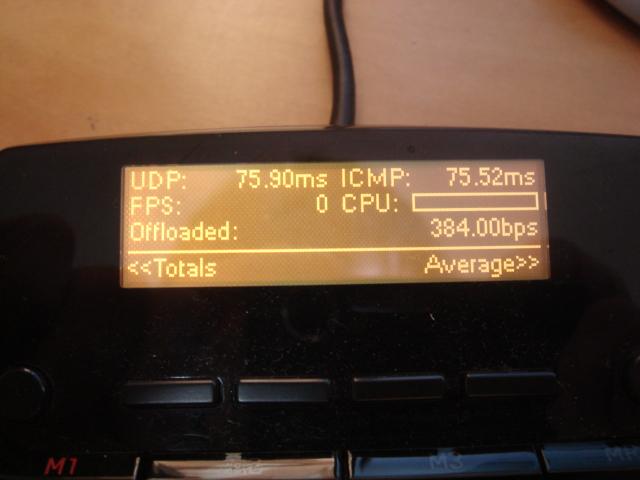 UDP: 75.90ms ICMP: 75.52ms
FPS: 0 CPU:
Offloaded: 384.00bps
<<Totals Average>>
M1 M3